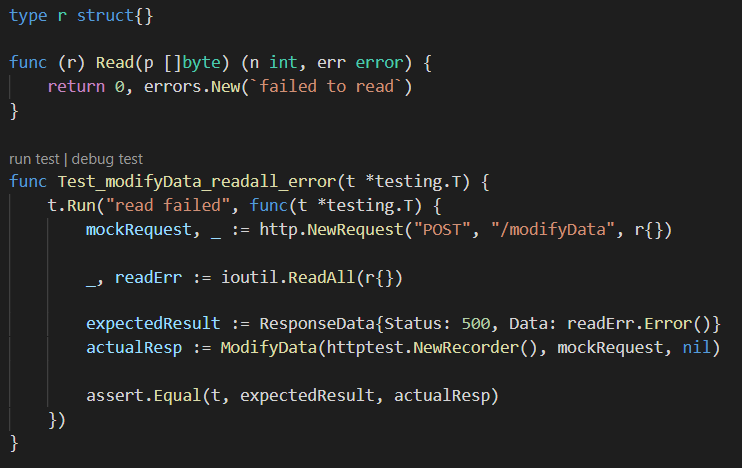 type r struct{}
func (r) Read(p []byte) (n int, err error) {
return 0, errors.New(`failed to read`)
}
run test | debug test
func Test_modifyData_readall_error(t *testing.T) {
t.Run("read failed", func(t *testing.T) {
mockRequest, _ := http.NewRequest("POST", "/modifyData", r{})
_, readErr := ioutil.ReadAll(r{})
expectedResult := ResponseData{Status: 500, Data: readErr.Error()}
actualResp := ModifyData(httptest.NewRecorder(), mockRequest, nil)
assert.Equal(t, expectedResult, actualResp)
})
}